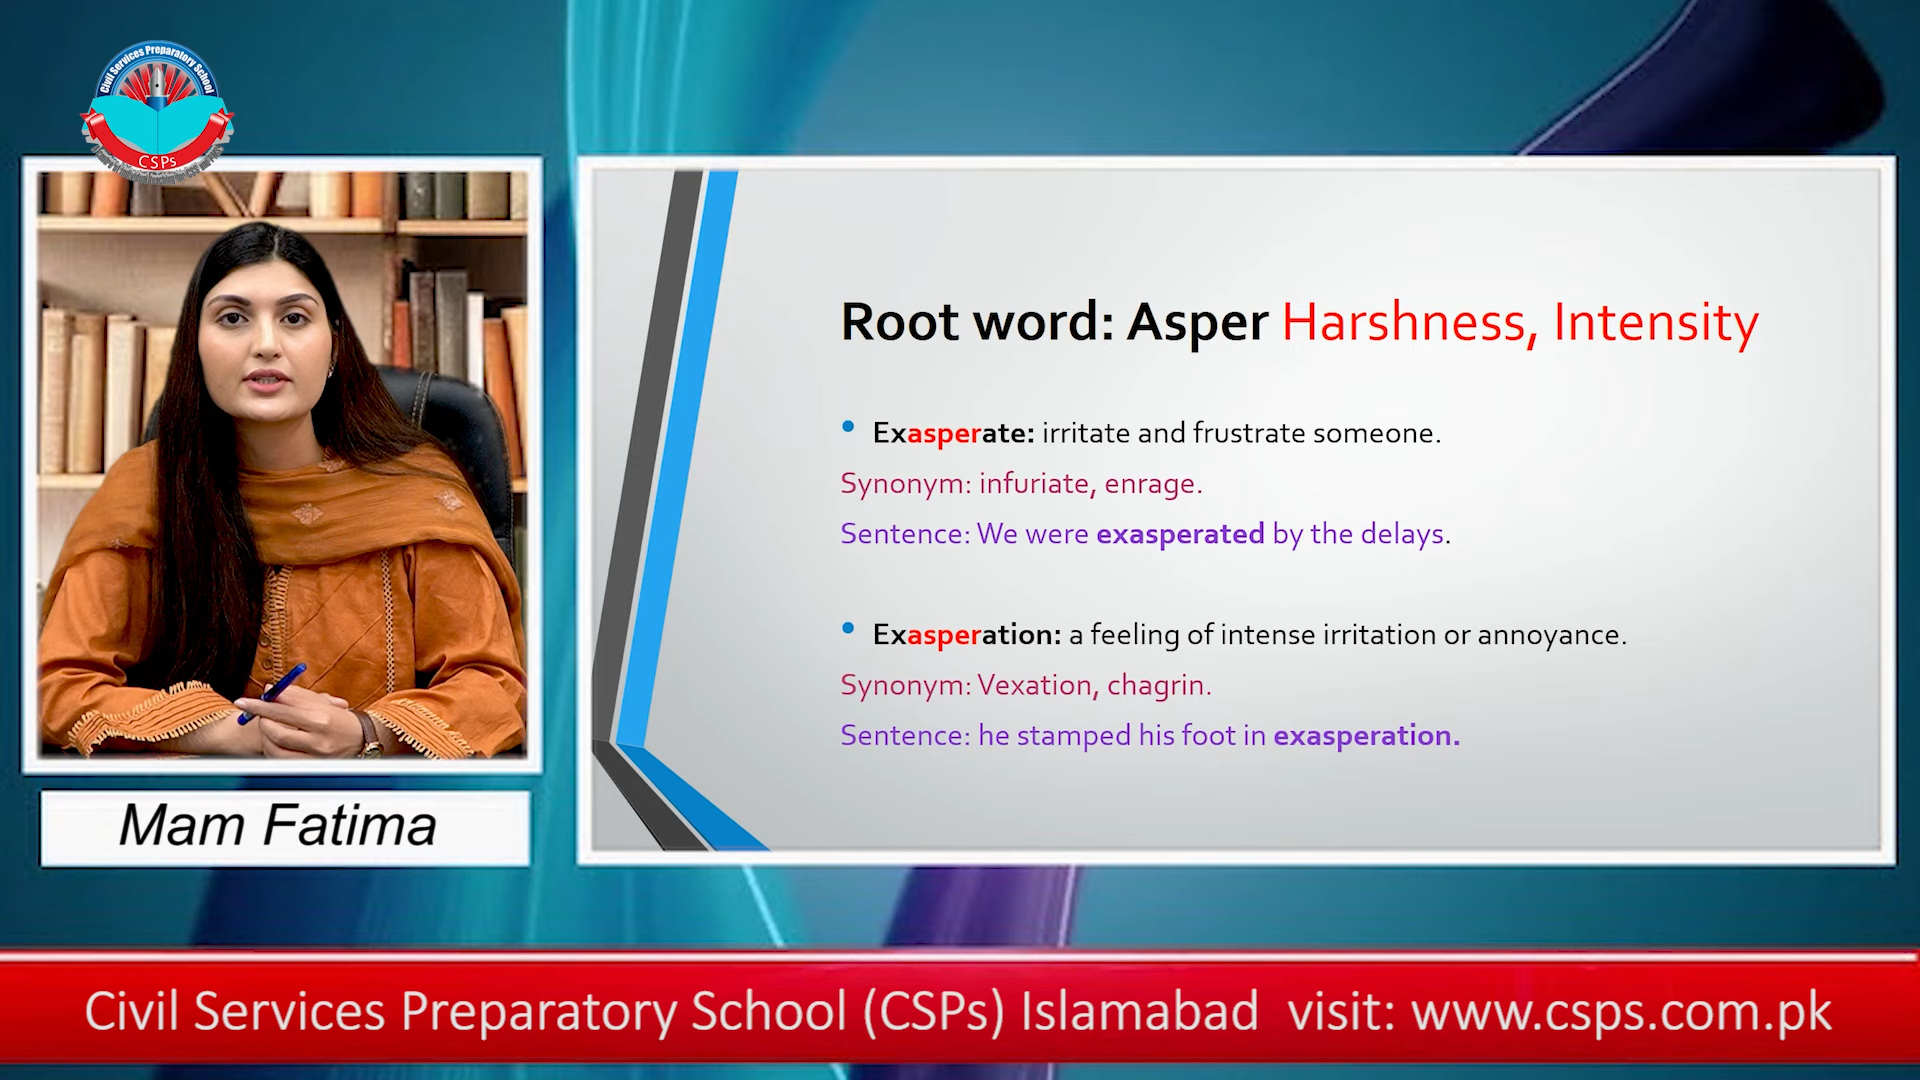 Civil Services Preparatory School
CSPs
Root word: Asper Harshness, Intensity
• Exasperate: irritate and frustrate someone.
Synonym: infuriate, enrage.
Sentence: We were exasperated by the delays.
• Exasperation: a feeling of intense irritation or annoyance.
Synonym: Vexation, chagrin.
Sentence: he stamped his foot in exasperation.
Mam Fatima
Civil Services Preparatory School (CSPs) Islamabad visit: www.csps.com.pk